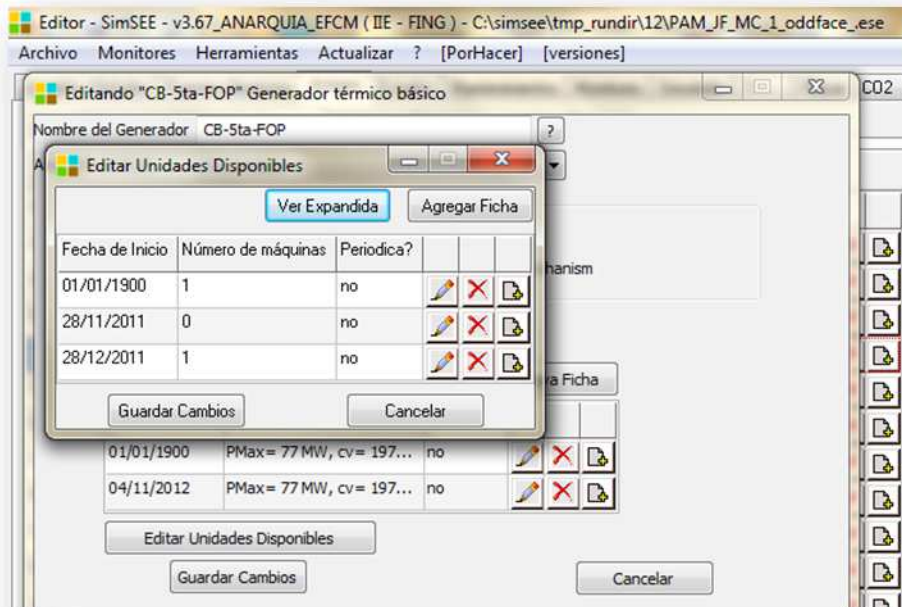 Editor - SimSEE - v3.67_ANARQUIA_EFCM ( IIE - FING ) - C:\simsee\tmp_rundir\12\PAM_JF_MC_1_oddface_.ese
Archivo Monitores Herramientas Actualizar ? [PorHacer] [versiones]
Editando "CB-5ta-FOP" Generador térmico básico
CO2
Nombre del Generador CB-5ta-FOP ?
A
Editar Unidades Disponibles
Ver Expandida Agregar Ficha
Fecha de Inicio Número de máquinas Periodica?
hanism
01/01/1900 1 no
28/11/2011 0 no
28/12/2011 1 no
a Ficha
Guardar Cambios Cancelar
01/01/1900 PMax= 77 MW, cv= 197... no
04/11/2012 PMax= 77 MW, cv= 197... no
Editar Unidades Disponibles
Guardar Cambios Cancelar